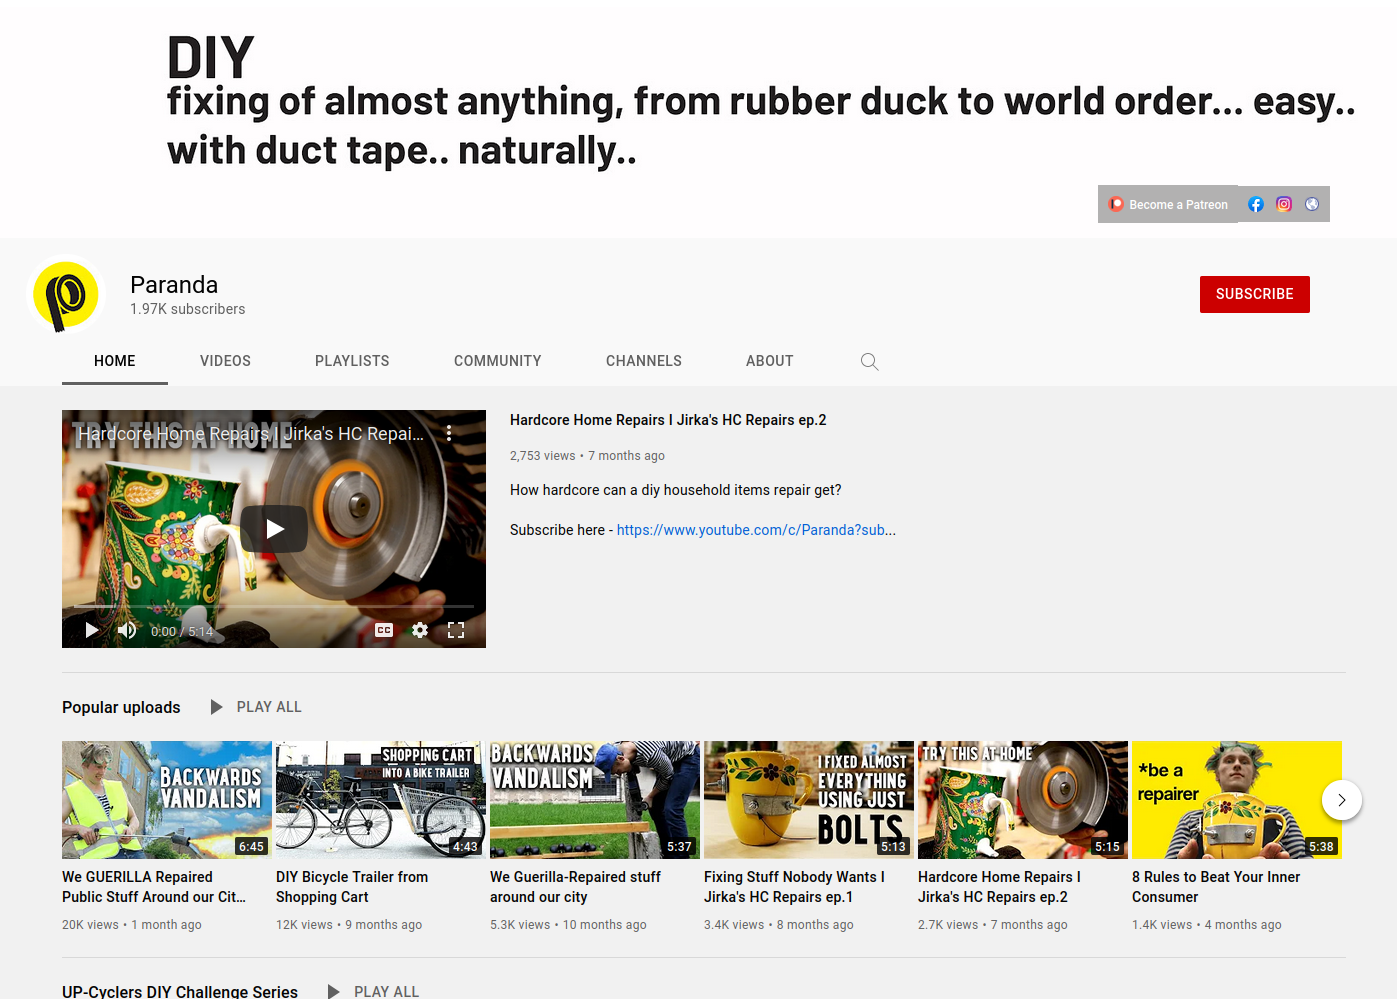 DIY
fixing of almost anything, from rubber duck to world order... easy..
with duct tape.. naturally..
Become a Patreon
Paranda
1.97K subscribers
SUBSCRIBE
HOME VIDEOS PLAYLISTS COMMUNITY CHANNELS ABOUT
TRY THIS AT HOME
Hardcore Home Repairs I Jirka's HC Repai...
0:00 / 5:14
CC
Hardcore Home Repairs I Jirka's HC Repairs ep.2
2,753 views • 7 months ago
How hardcore can a diy household items repair get?
Subscribe here - https://www.youtube.com/c/Paranda?sub...
Popular uploads PLAY ALL
BACKWARDS
VANDALISM
6:45
We GUERILLA Repaired
Public Stuff Around our Cit...
20K views • 1 month ago
SHOPPING CART
INTO A BIKE TRAILER
4:43
DIY Bicycle Trailer from
Shopping Cart
12K views • 9 months ago
BACKWARDS
VANDALISM
5:37
We Guerilla-Repaired stuff
around our city
5.3K views • 10 months ago
I FIXED ALMOST
EVERYTHING
USING JUST
BOLTS
5:13
Fixing Stuff Nobody Wants I
Jirka's HC Repairs ep.1
3.4K views • 8 months ago
TRY THIS AT HOME
5:15
Hardcore Home Repairs I
Jirka's HC Repairs ep.2
2.7K views • 7 months ago
*be a
repairer
5:38
8 Rules to Beat Your Inner
Consumer
1.4K views • 4 months ago
UP-Cyclers DIY Challenge Series PLAY ALL